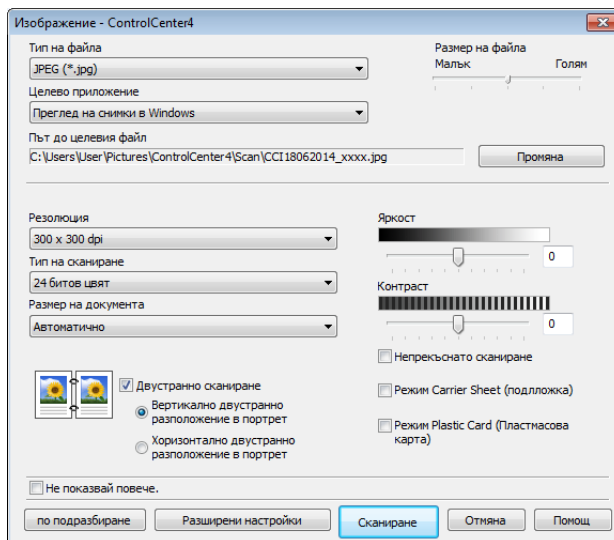 Изображение - ControlCenter4
Тип на файла
JPEG (*.jpg)
Размер на файла
Малък Голям
Целево приложение
Преглед на снимки в Windows
Път до целевия файл
C:\Users\User\Pictures\ControlCenter4\Scan\CCI18062014_xxxx.jpg
Промяна
Резолюция
300 x 300 dpi
Тип на сканиране
24 битов цвят
Размер на документа
Автоматично
Яркост
0
Контраст
0
Непрекъснато сканиране
Режим Carrier Sheet (подлложка)
Режим Plastic Card (Пластмасова
карта)
Двустранно сканиране
Вертикално двустранно
разположение в портрет
Хоризонтално двустранно
разположение в портрет
Не показвай повече.
по подразбиране Разширени настройки Сканиране Отмяна Помощ